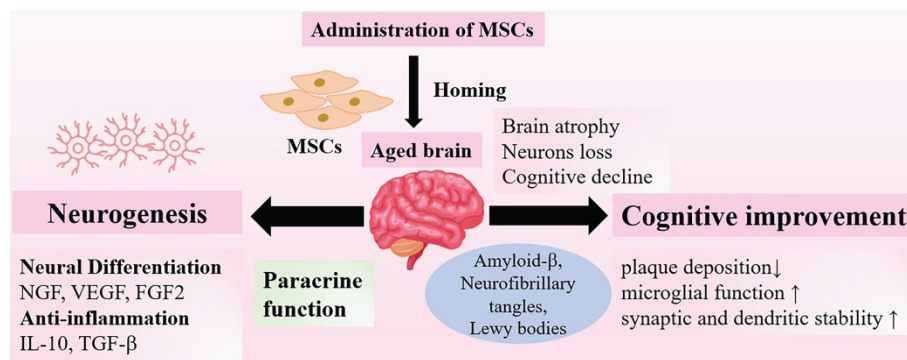 Administration of MSCs
Homing
MSCs
Aged brain
Brain atrophy
Neurons loss
Cognitive decline
Neurogenesis
Cognitive improvement
Neural Differentiation
NGF, VEGF, FGF2
Anti-inflammation
IL-10, TGF-β
Paracrine
function
Amyloid-β,
Neurofibrillary
tangles,
Lewy bodies
plaque deposition↓
microglial function ↑
synaptic and dendritic stability ↑